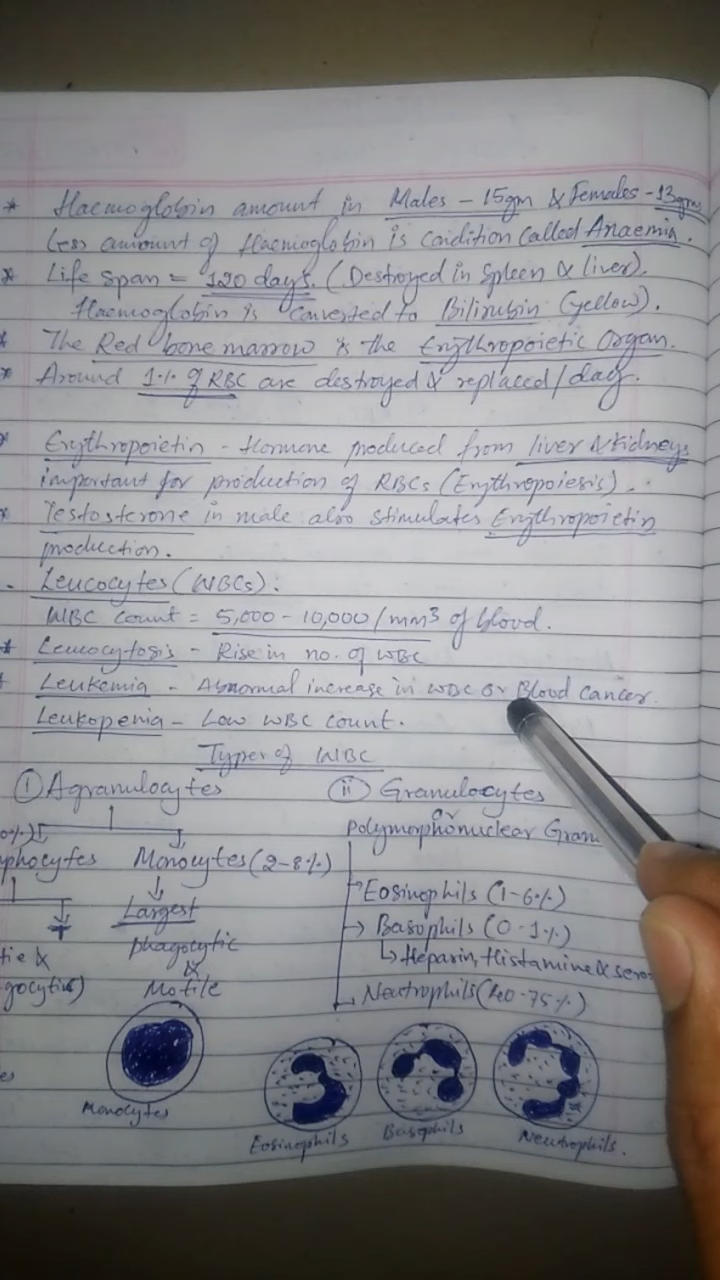 * Haemoglobin amount in Males - 15gm & Females - 13gm
Less amount of Haemoglobin is condition called Anaemia.
* Life span = 120 days. (Destroyed in Spleen & liver).
Haemoglobin is converted to Bilirubin (yellow).
* The Red bone marrow is the Erythropoietic Organ.
* Around 1% of RBC are destroyed & replaced/day.
* Erythropoietin - Hormone produced from liver & Kidneys
important for production of RBCs (Erythropoiesis).
* Testosterone in male also stimulates Erythropoietin
production.
. Leucocytes (WBCs):
WBC count = 5,000 - 10,000/mm3 of blood.
* Leucocytosis - Rise in no. of WBC
* Leukemia - Abnormal increase in WBC or Blood cancer.
Leukopenia - Low WBC count.
Types of WBC
(i) Agranulocytes (ii) Granulocytes
or
0%) Polymorphonuclear Gran
phocytes Monocytes (2-8%)
→ Eosinophils (1-6%)
Largest → Basophils (0-1%)
phagocytic
& → Heparin, Histamine & sero
gocytic) Motile → Neutrophils (40-75%)
Monocytes
Eosinophils Basophils Neutrophils.